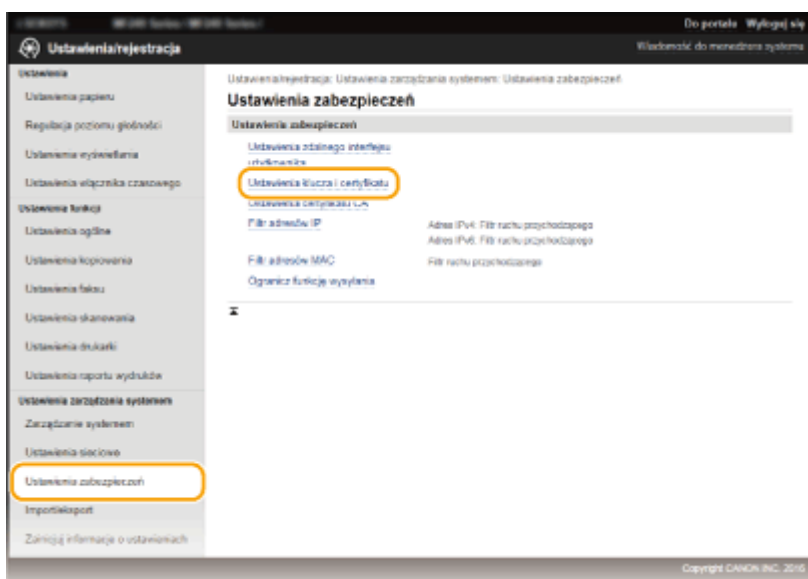 MF240 Series / MF240 Series /
Do portalu Wyloguj się
Ustawienia/rejestracja
Wiadomość do menedżera systemu
Ustawienia
Ustawienia papieru
Regulacja poziomu głośności
Ustawienia wyświetlania
Ustawienia włącznika czasowego
Ustawienia funkcji
Ustawienia ogólne
Ustawienia kopiowania
Ustawienia faksu
Ustawienia skanowania
Ustawienia drukarki
Ustawienia raportu wydruków
Ustawienia zarządzania systemem
Zarządzanie systemem
Ustawienia sieciowe
Ustawienia zabezpieczeń
Import/eksport
Zainicjuj informacje o ustawieniach
Ustawienia/rejestracja: Ustawienia zarządzania systemem: Ustawienia zabezpieczeń
Ustawienia zabezpieczeń
Ustawienia zabezpieczeń
Ustawienia zdalnego interfejsu
użytkownika
Ustawienia klucza i certyfikatu
Ustawienia certyfikatu CA
Filtr adresów IP
Adres IPv4: Filtr ruchu przychodzącego
Adres IPv6: Filtr ruchu przychodzącego
Filtr adresów MAC
Filtr ruchu przychodzącego
Ogranicz funkcję wysyłania
Copyright CANON INC. 2016